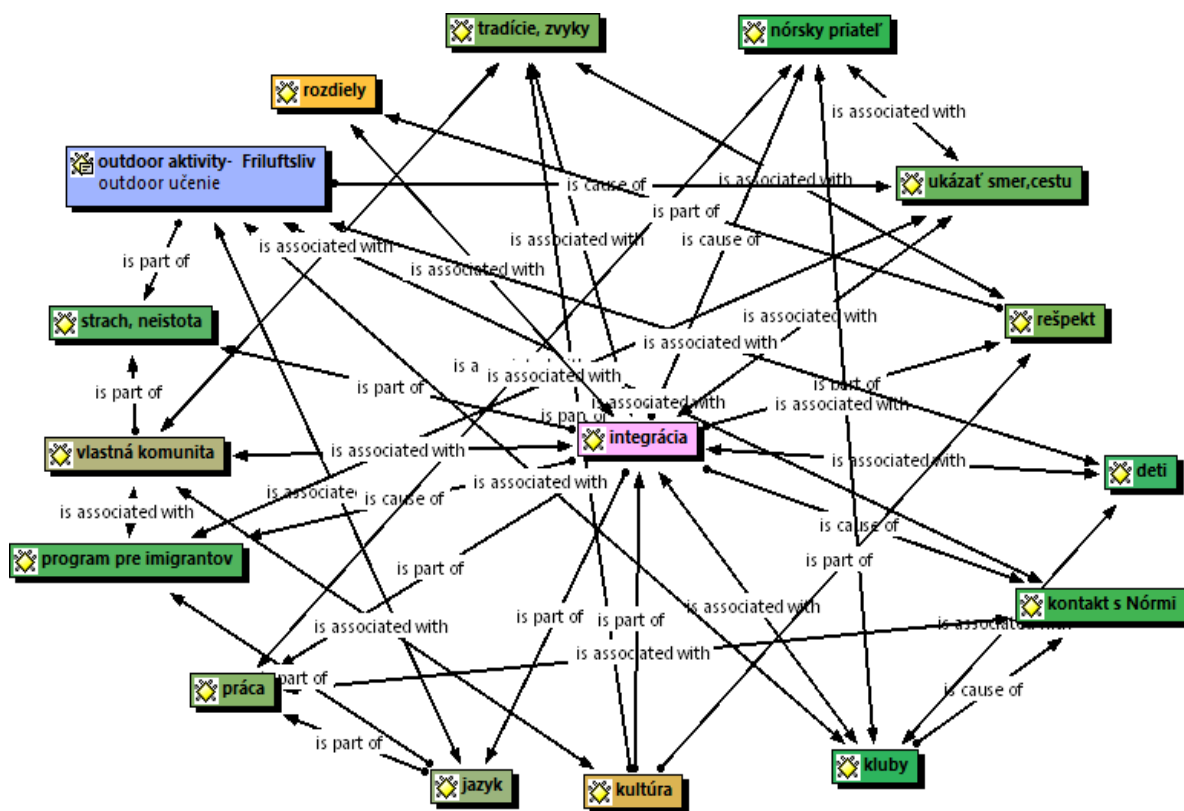 tradície, zvyky
nórsky priateľ
rozdiely
is associated with
outdoor aktivity- Friluftsliv
outdoor učenie
is cause of
is associated with
ukázať smer,cestu
is part of
is associated with
is associated with
is cause of
is part of
is associated with
strach, neistota
rešpekt
is associated with
is associated with
is associated with
is part of
is part of
is part of
is associated with
is associated with
is part of
vlastná komunita
integrácia
is associated with
deti
is associated with
is cause of
is associated with
is associated with
is cause of
program pre imigrantov
is part of
is part of
kontakt s Nórmi
is associated with
is part of
is part of
is associated with
is associated with
is associated with
práca
part of
is cause of
is part of
jazyk
kultúra
kluby